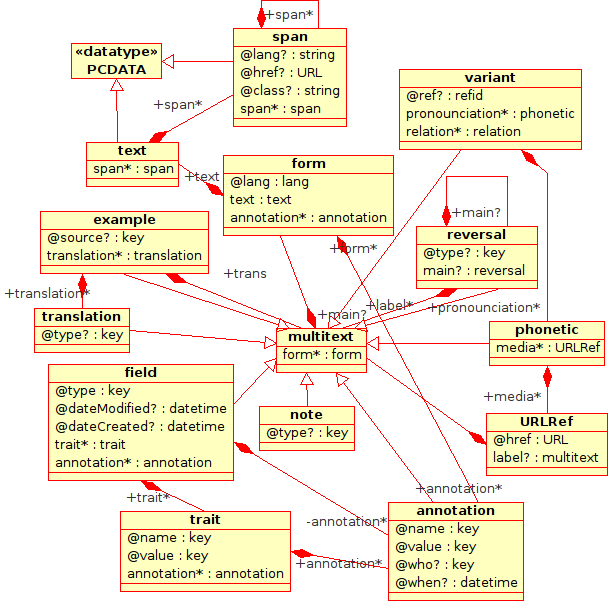 +span*
span
@lang? : string
@href? : URL
@class? : string
span* : span
«datatype»
PCDATA
+span*
variant
@ref? : refid
pronounciation* : phonetic
relation* : relation
text
span* : span
+text
form
@lang : lang
text : text
annotation* : annotation
+main?
example
@source? : key
translation* : translation
+form*
reversal
@type? : key
main? : reversal
+trans
+translation*
+main?
+label*
+pronounciation*
translation
@type? : key
multitext
form* : form
phonetic
media* : URLRef
field
@type : key
@dateModified? : datetime
@dateCreated? : datetime
trait* : trait
annotation* : annotation
note
@type? : key
+media*
URLRef
@href : URL
label? : multitext
+trait*
+annotation*
-annotation*
trait
@name : key
@value : key
annotation* : annotation
+annotation*
annotation
@name : key
@value : key
@who? : key
@when? : datetime